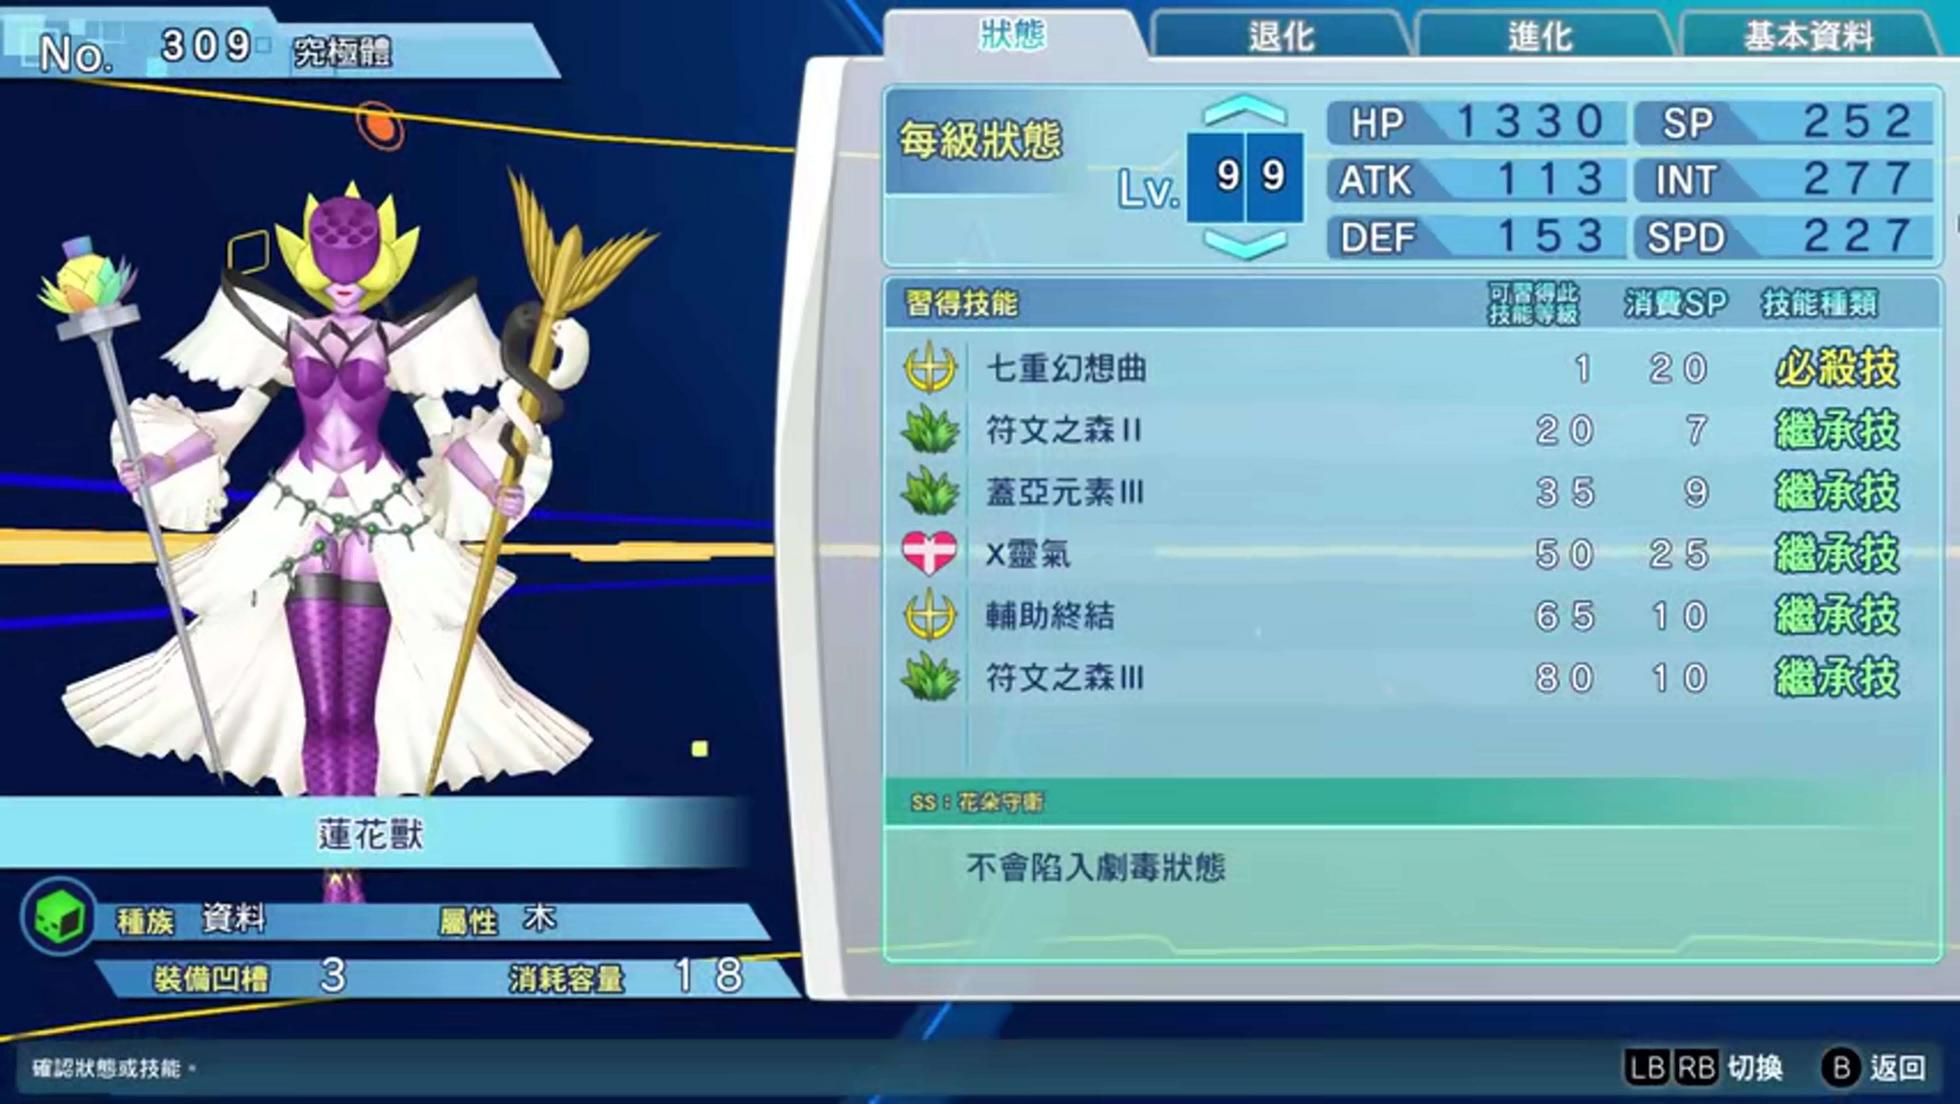 No. 309 究極體
狀態 退化 進化 基本資料
每級狀態 Lv. 99
HP 1330 SP 252
ATK 113 INT 277
DEF 153 SPD 227
習得技能 可習得此技能等級 消費SP 技能種類
七重幻想曲 1 20 必殺技
符文之森II 20 7 繼承技
蓋亞元素III 35 9 繼承技
X靈氣 50 25 繼承技
輔助終結 65 10 繼承技
符文之森III 80 10 繼承技
SS：花朵守衛
不會陷入劇毒狀態
蓮花獸
種族 資料 屬性 木
裝備凹槽 3 消耗容量 18
確認狀態或技能。
LB RB 切換 B 返回